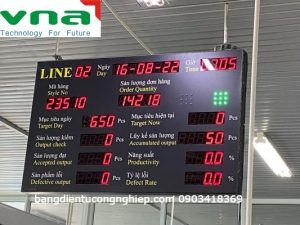 vna
Technology For Future
LINE 02 Ngày Day 16-08-22 Giờ Time 0705
Mã hàng Style No
Sản lượng đơn hàng Order Quantity
23510 14218
Mục tiêu ngày Target Day 650 Pcs Mục tiêu hiện tại Target Now 0 Pcs
Sản lượng kiểm Output check 0 Pcs Lũy kế sản lượng Accumulated output 50 Pcs
Sản lượng đạt Accepted output 0 Pcs Năng suất Productivity 0.0 %
Sản phẩm lỗi Defective output 0 Pcs Tỷ lệ lỗi Defect Rate 0.0 %
bangdientucongnghiep.com 0903418369